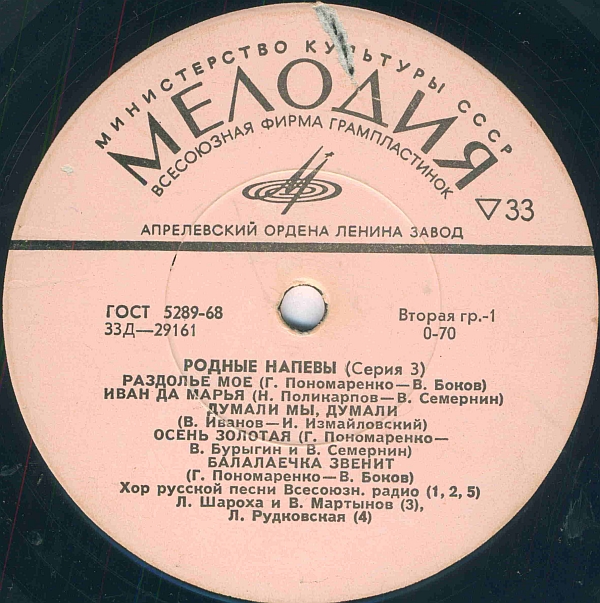 МИНИСТЕРСТВО КУЛЬТУРЫ СССР
МЕЛОДИЯ
ВСЕСОЮЗНАЯ ФИРМА ГРАМПЛАСТИНОК
▽33
АПРЕЛЕВСКИЙ ОРДЕНА ЛЕНИНА ЗАВОД
ГОСТ 5289-68
33Д—29161
Вторая гр.-1
0-70
РОДНЫЕ НАПЕВЫ (Серия 3)
РАЗДОЛЬЕ МОЕ (Г. Пономаренко—В. Боков)
ИВАН ДА МАРЬЯ (Н. Поликарпов—В. Семернин)
ДУМАЛИ МЫ, ДУМАЛИ
(В. Иванов—И. Измайловский)
ОСЕНЬ ЗОЛОТАЯ (Г. Пономаренко—
В. Бурыгин и В. Семернин)
БАЛАЛАЕЧКА ЗВЕНИТ
(Г. Пономаренко—В. Боков)
Хор русской песни Всесоюзн. радио (1, 2, 5)
Л. Шароха и В. Мартынов (3),
Л. Рудковская (4)